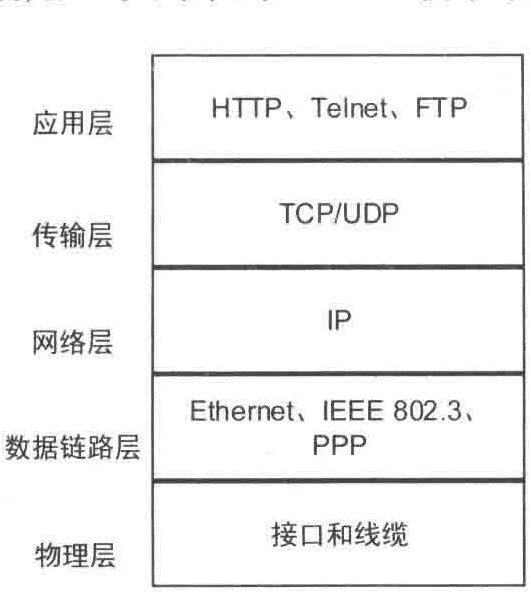 应用层
HTTP、Telnet、FTP
传输层
TCP/UDP
网络层
IP
数据链路层
Ethernet、IEEE 802.3、
PPP
物理层
接口和线缆